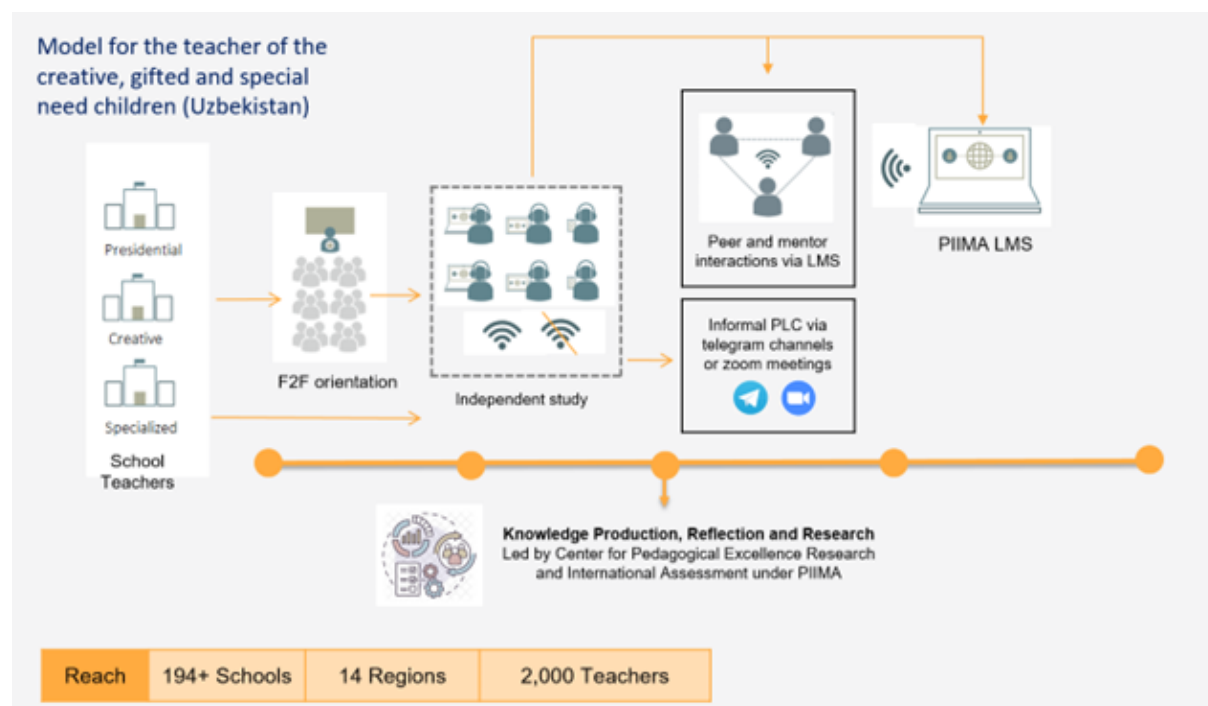 Model for the teacher of the
creative, gifted and special
need children (Uzbekistan)
Presidential
Creative
Specialized
School
Teachers
F2F orientation
Independent study
Peer and mentor
interactions via LMS
PIIMA LMS
Informal PLC via
telegram channels
or zoom meetings
Knowledge Production, Reflection and Research
Led by Center for Pedagogical Excellence Research
and International Assessment under PIIMA
Reach
194+ Schools
14 Regions
2,000 Teachers